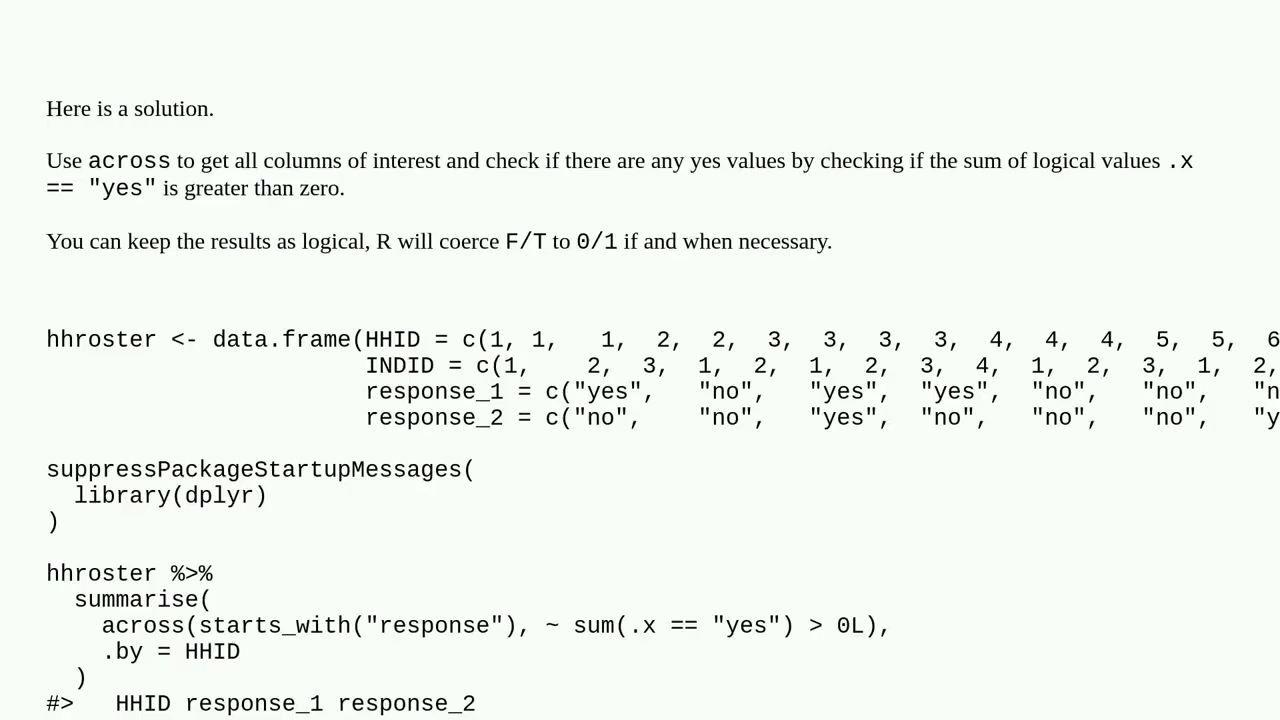 Here is a solution.
Use across to get all columns of interest and check if there are any yes values by checking if the sum of logical values .x
== "yes" is greater than zero.
You can keep the results as logical, R will coerce F/T to 0/1 if and when necessary.
hhroster <- data.frame(HHID = c(1, 1,   1,  2,  2,  3,  3,  3,  3,  4,  4,  4,  5,  5,  6
                       INDID = c(1,    2,  3,  1,  2,  1,  2,  3,  4,  1,  2,  3,  1,  2,
                       response_1 = c("yes",   "no",   "yes",  "yes",  "no",   "no",   "n
                       response_2 = c("no",    "no",   "yes",  "no",   "no",   "no",   "y
suppressPackageStartupMessages(
  library(dplyr)
)
hhroster %>%
  summarise(
    across(starts_with("response"), ~ sum(.x == "yes") > 0L),
    .by = HHID
  )
#>   HHID response_1 response_2